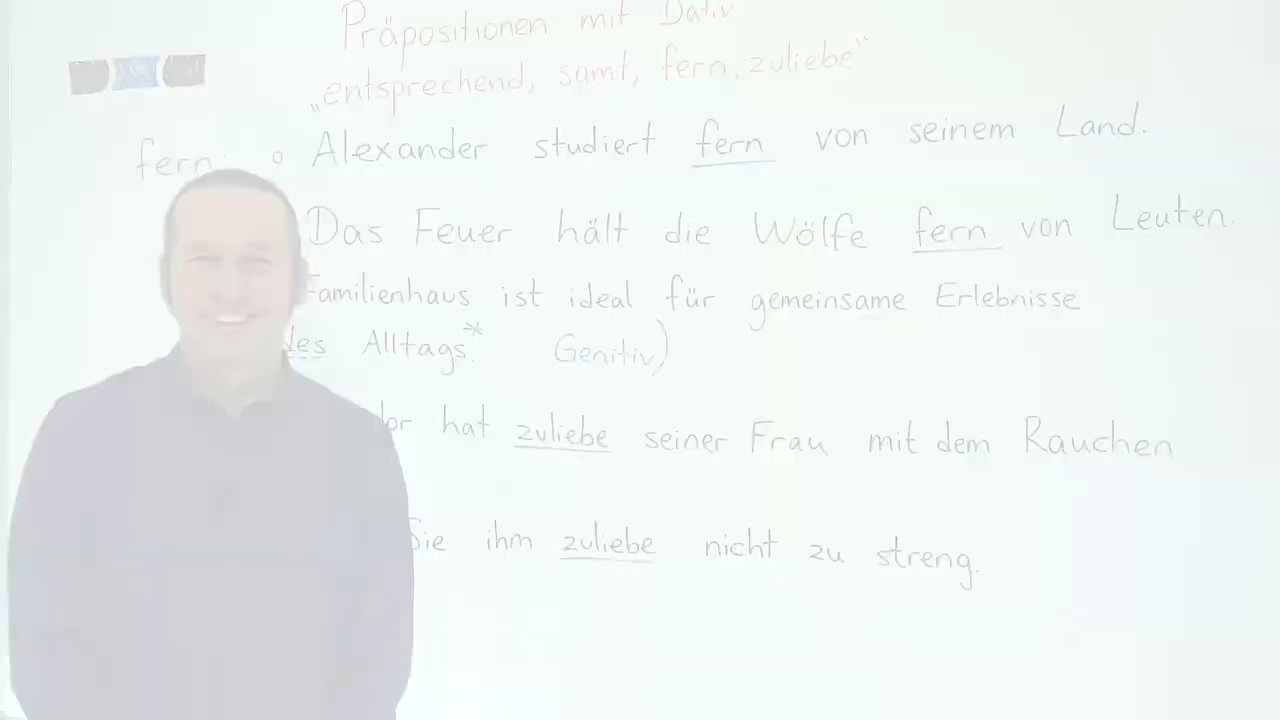 Präpositionen mit Dativ
„entsprechend, samt, fern, zuliebe“
fern: o Alexander studiert fern von seinem Land.
Das Feuer hält die Wölfe fern von Leuten.
Familienhaus ist ideal für gemeinsame Erlebnisse
des Alltags.* Genitiv)
hat zuliebe seiner Frau mit dem Rauchen
Sie ihm zuliebe nicht zu streng.